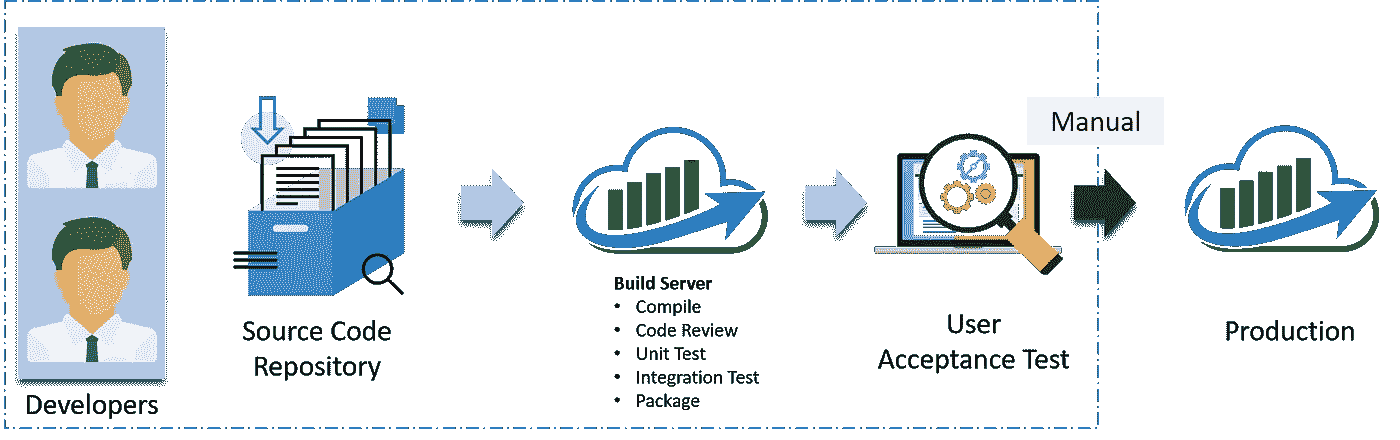 Developers
Source Code
Repository
Build Server
• Compile
• Code Review
• Unit Test
• Integration Test
• Package
User
Acceptance Test
Manual
Production